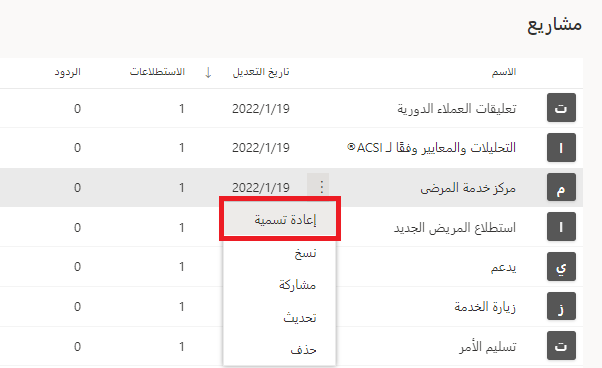 مشاريع
الاسم تاريخ التعديل ↓ الاستطلاعات الردود
ت تعليقات العملاء الدورية 2022/1/19 1 0
ا التحليلات والمعايير وفقًا لـ ACSI® 2022/1/19 1 0
م مركز خدمة المرضى ⋮ 2022/1/19 1 0
إعادة تسمية
ا استطلاع المريض الجديد 1 0
نسخ
ي يدعم 1 0
مشاركة
ز زيارة الخدمة 1 0
تحديث
ت تسليم الأمر 1 0
حذف